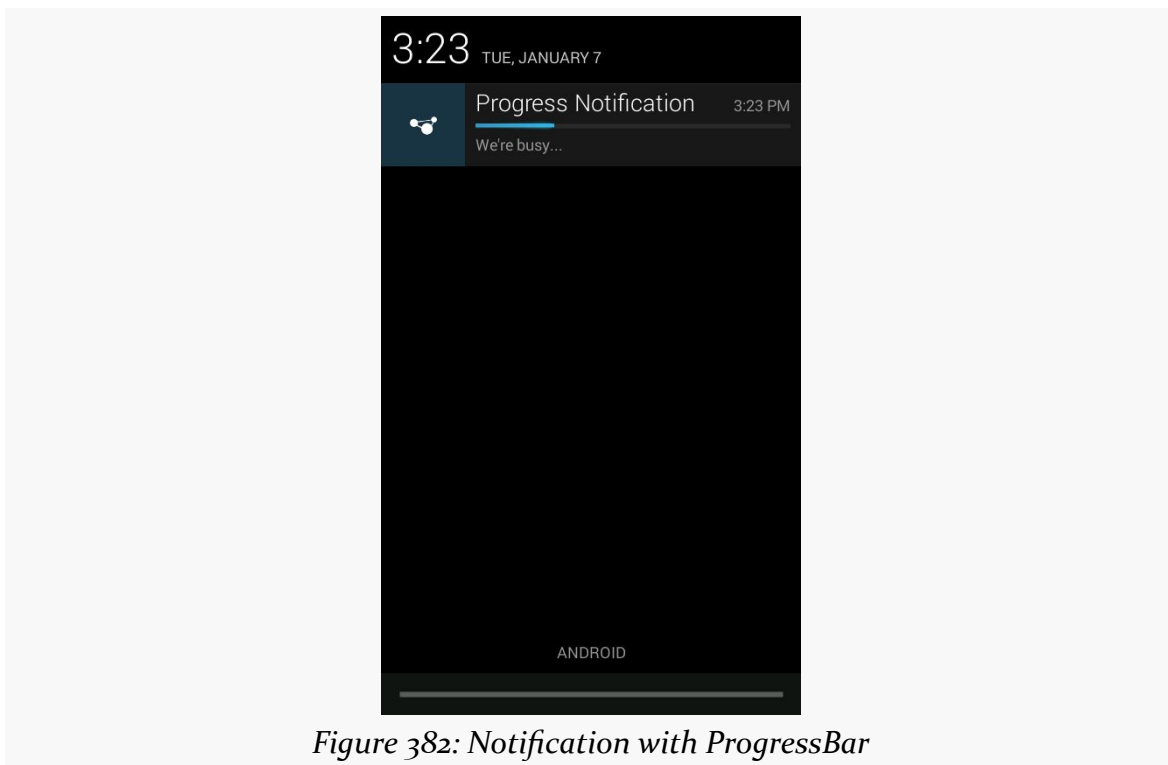 3:23 TUE, JANUARY 7
Progress Notification 3:23 PM
We're busy...
ANDROID
Figure 382: Notification with ProgressBar